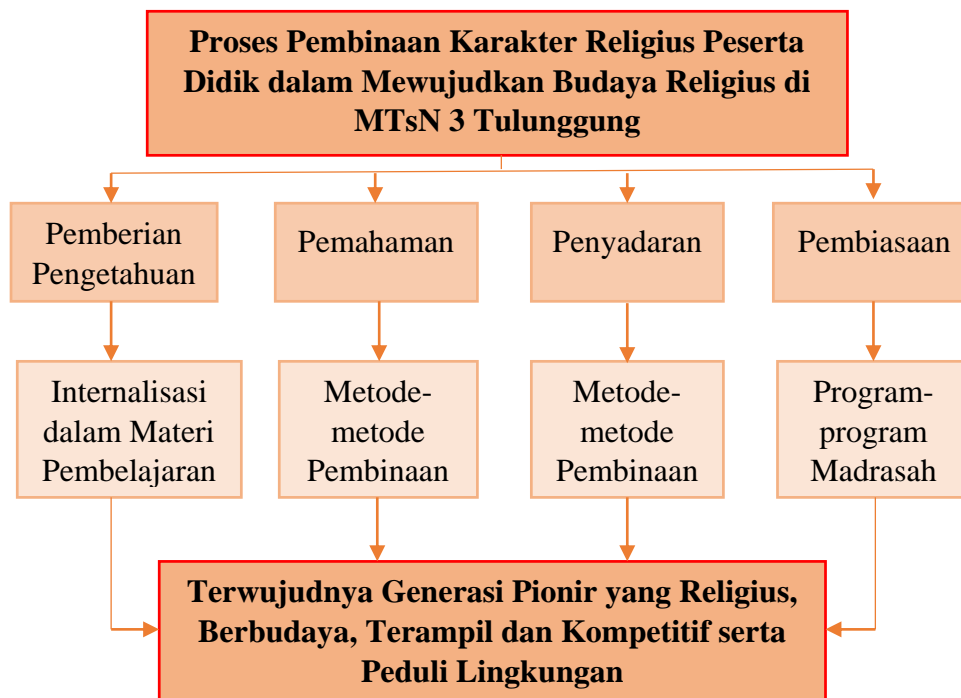 Proses Pembinaan Karakter Religius Peserta
Didik dalam Mewujudkan Budaya Religius di
MTsN 3 Tulunggung
Pemberian
Pengetahuan
Pemahaman
Penyadaran
Pembiasaan
Internalisasi
dalam Materi
Pembelajaran
Metode-
metode
Pembinaan
Metode-
metode
Pembinaan
Program-
program
Madrasah
Terwujudnya Generasi Pionir yang Religius,
Berbudaya, Terampil dan Kompetitif serta
Peduli Lingkungan